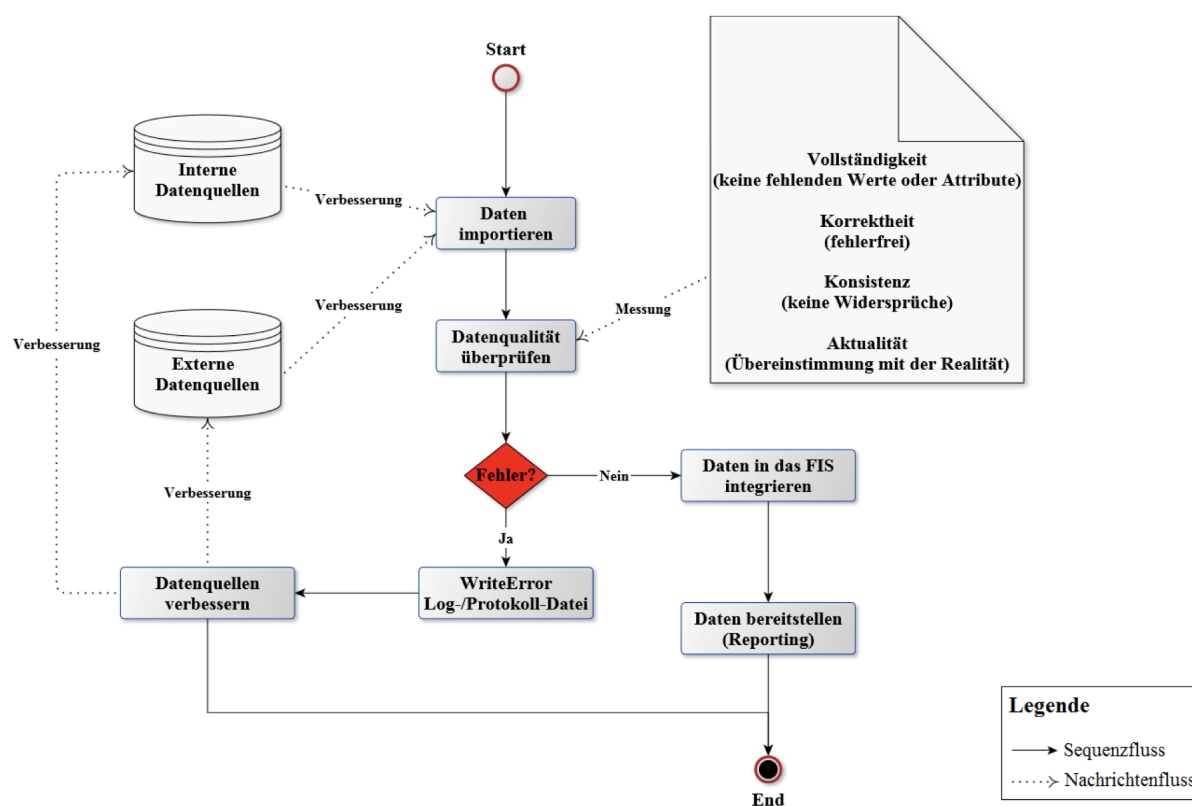 Start
Interne
Datenquellen
Verbesserung
Daten
importieren
Vollständigkeit
(keine fehlenden Werte oder Attribute)
Korrektheit
(fehlerfrei)
Konsistenz
(keine Widersprüche)
Aktualität
(Übereinstimmung mit der Realität)
Verbesserung
Messung
Verbesserung
Externe
Datenquellen
Datenqualität
überprüfen
Fehler?
Nein
Daten in das FIS
integrieren
Verbesserung
Ja
Datenquellen
verbessern
WriteError
Log-/Protokoll-Datei
Daten bereitstellen
(Reporting)
Legende
Sequenzfluss
Nachrichtenfluss
End